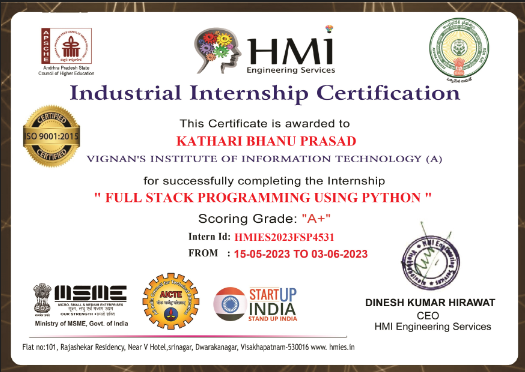 APSCHE
Andhra Pradesh State
Council of Higher Education
HMi
Engineering Services
Industrial Internship Certification
This Certificate is awarded to
KATHARI BHANU PRASAD
VIGNAN'S INSTITUTE OF INFORMATION TECHNOLOGY (A)
CERTIFIED
ISO 9001:2015
CERTIFIED
for successfully completing the Internship
" FULL STACK PROGRAMMING USING PYTHON "
Scoring Grade: "A+"
Intern Id: HMIES2023FSP4531
FROM : 15-05-2023 TO 03-06-2023
MSME
MICRO, SMALL & MEDIUM ENTERPRISES
OUR STRENGTH
Ministry of MSME, Govt. of India
AICTE
STARTUP
INDIA
STAND UP INDIA
DINESH KUMAR HIRAWAT
CEO
HMI Engineering Services
Flat no:101, Rajashekar Residency, Near V Hotel,srinagar, Dwarakanagar, Visakhapatnam-530016 www. hmies.in